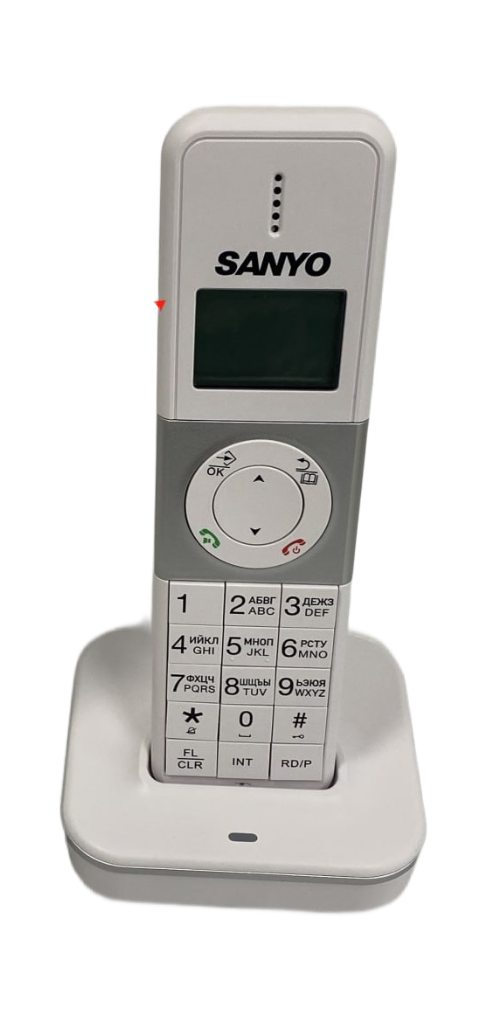 SANYO
OK
1
2 АБВГ ABC
3 ДЕЖЗ DEF
4 ИЙКЛ GHI
5 МНОП JKL
6 РСТУ MNO
7 ФХЦЧ PQRS
8 ШЩЪЫ TUV
9 ЬЭЮЯ WXYZ
* 0 #
FL
CLR
INT
RD/P